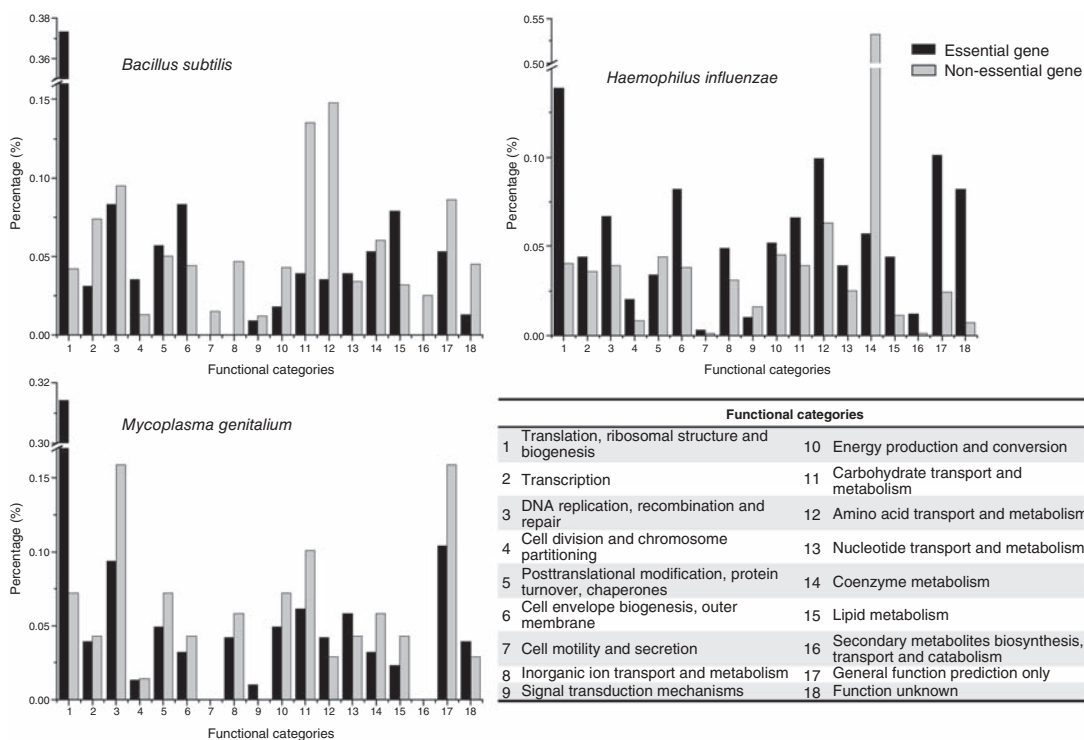 Bacillus subtilis
Percentage (%)
0.38
0.36
0.15
0.10
0.05
0.00
1 2 3 4 5 6 7 8 9 10 11 12 13 14 15 16 17 18
Functional categories
Haemophilus influenzae
Percentage (%)
0.55
0.50
0.10
0.05
0.00
1 2 3 4 5 6 7 8 9 10 11 12 13 14 15 16 17 18
Functional categories
Essential gene
Non-essential gene
Mycoplasma genitalium
Percentage (%)
0.32
0.30
0.15
0.10
0.05
0.00
1 2 3 4 5 6 7 8 9 10 11 12 13 14 15 16 17 18
Functional categories
Functional categories
1 Translation, ribosomal structure and
biogenesis
10 Energy production and conversion
2 Transcription
11 Carbohydrate transport and
metabolism
3 DNA replication, recombination and
repair
12 Amino acid transport and metabolism
4 Cell division and chromosome
partitioning
13 Nucleotide transport and metabolism
5 Posttranslational modification, protein
turnover, chaperones
14 Coenzyme metabolism
6 Cell envelope biogenesis, outer
membrane
15 Lipid metabolism
7 Cell motility and secretion
16 Secondary metabolites biosynthesis,
transport and catabolism
8 Inorganic ion transport and metabolism
17 General function prediction only
9 Signal transduction mechanisms
18 Function unknown